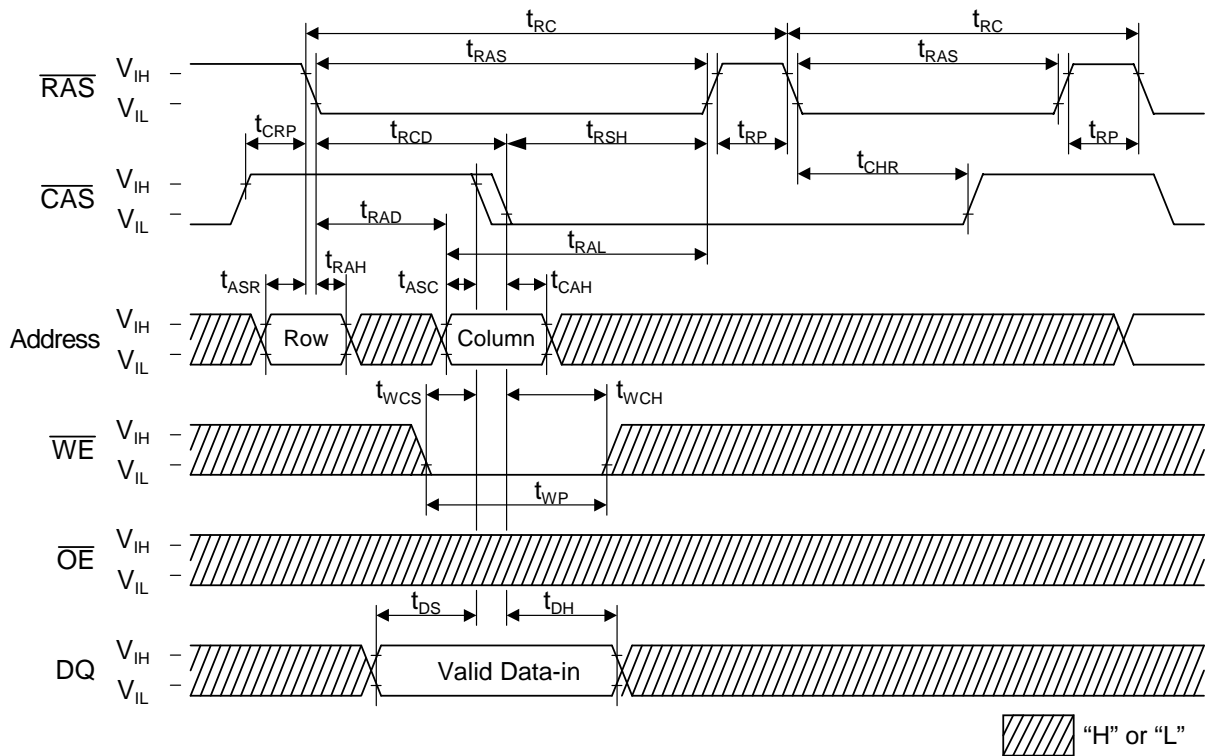 tRC tRC
tRAS tRAS
RAS VIH
VIL
tCRP tRCD tRSH tRP tCHR tRP
CAS VIH
VIL
tRAD
tRAL
tASR tRAH tASC tCAH
Address VIH
VIL
Row Column
tWCS tWCH
WE VIH
VIL
tWP
OE VIH
VIL
tDS tDH
DQ VIH
VIL
Valid Data-in
“H” or “L”